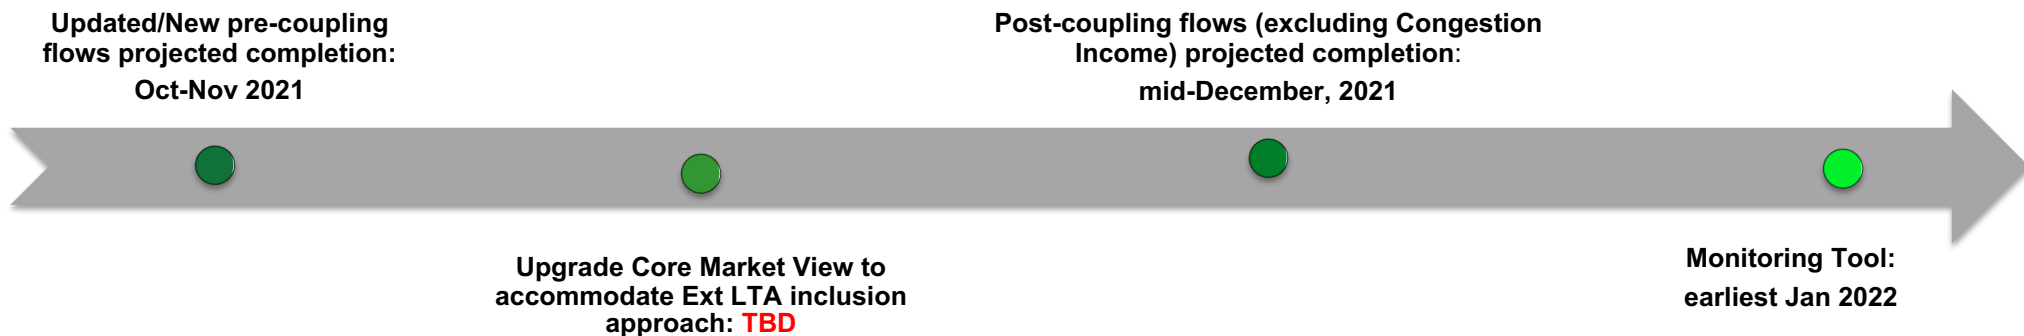 Updated/New pre-coupling
flows projected completion:
Oct-Nov 2021
Upgrade Core Market View to
accommodate Ext LTA inclusion
approach: TBD
Post-coupling flows (excluding Congestion
Income) projected completion:
mid-December, 2021
Monitoring Tool:
earliest Jan 2022